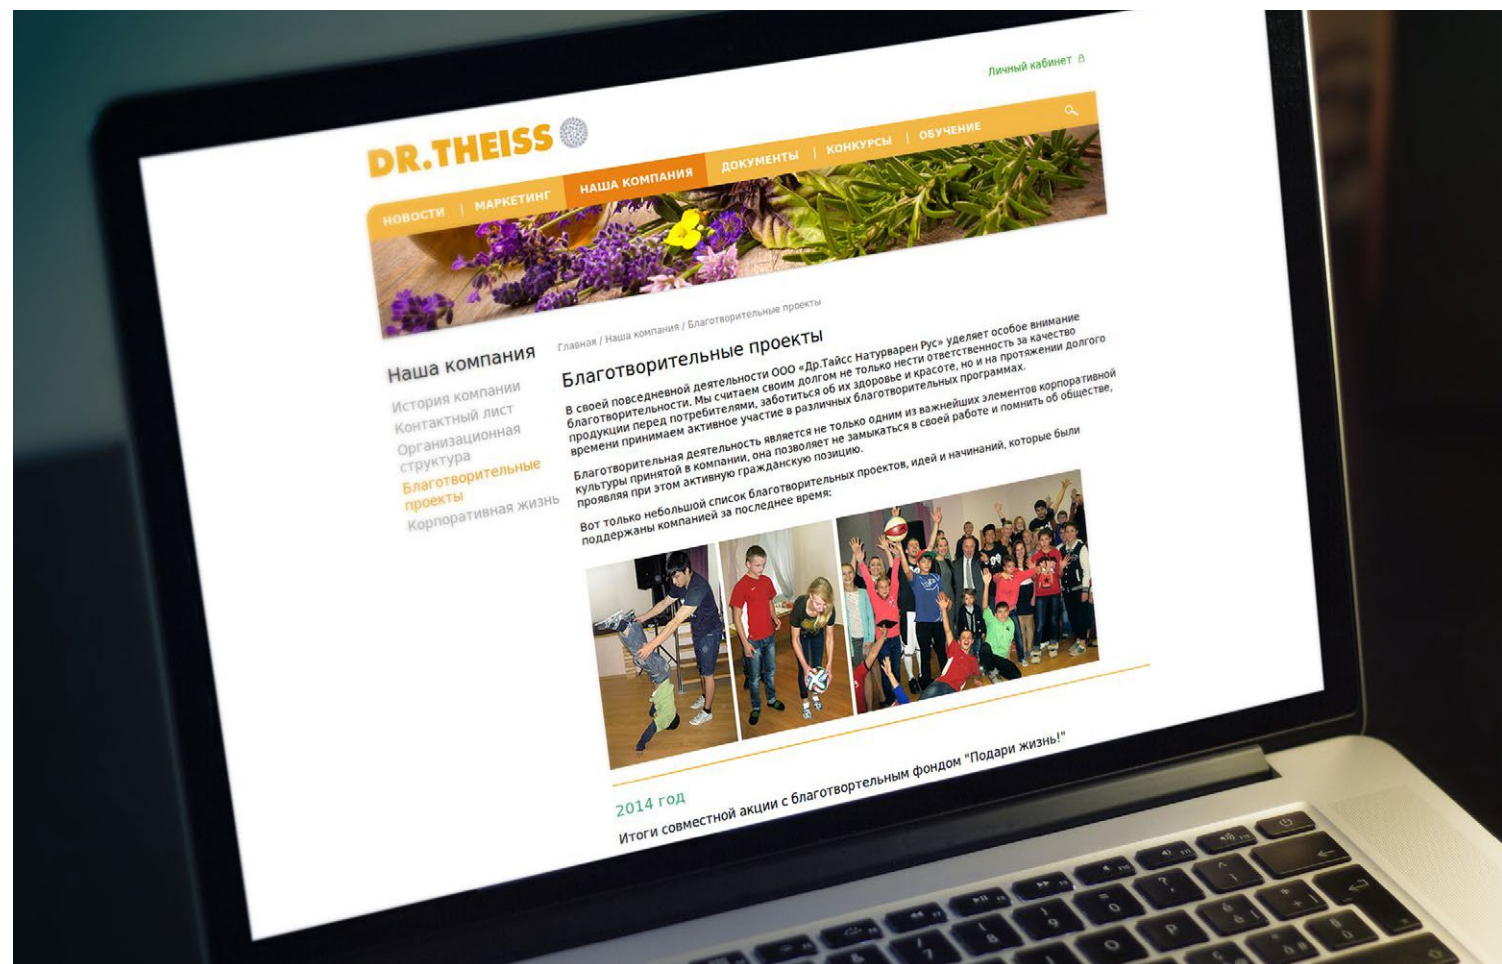 Личный кабинет
DR.THEISS
НОВОСТИ | МАРКЕТИНГ НАША КОМПАНИЯ ДОКУМЕНТЫ | КОНКУРСЫ | ОБУЧЕНИЕ
Главная / Наша компания / Благотворительные проекты
Наша компания
История компании
Контактный лист
Организационная
структура
Благотворительные
проекты
Корпоративная жизнь
Благотворительные проекты
В своей повседневной деятельности ООО «Др.Тайсс Натурварен Рус» уделяет особое внимание
благотворительности. Мы считаем своим долгом не только нести ответственность за качество
продукции перед потребителями, заботиться об их здоровье и красоте, но и на протяжении долгого
времени принимаем активное участие в различных благотворительных программах.
Благотворительная деятельность является не только одним из важнейших элементов корпоративной
культуры принятой в компании, она позволяет не замыкаться в своей работе и помнить об обществе,
проявляя при этом активную гражданскую позицию.
Вот только небольшой список благотворительных проектов, идей и начинаний, которые были
поддержаны компанией за последнее время:
2014 год
Итоги совместной акции с благотвортельным фондом "Подари жизнь!"